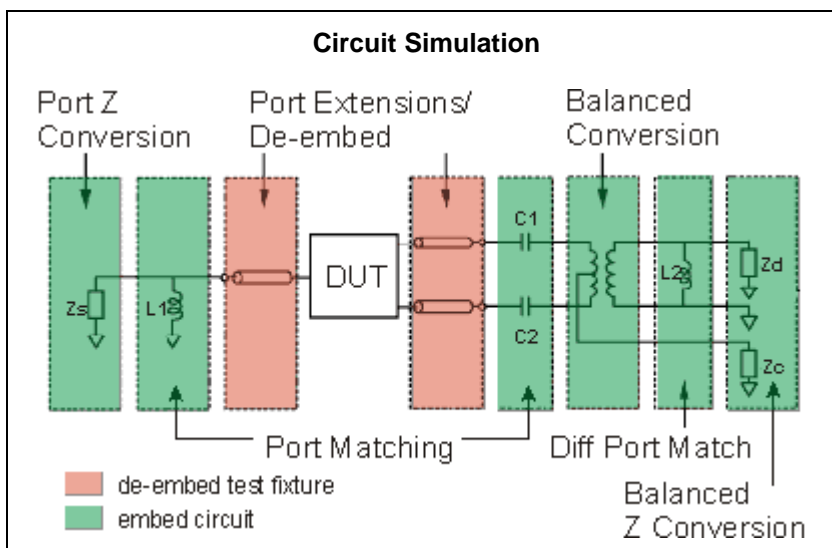 Circuit Simulation
Port Z
Conversion
Port Extensions/
De-embed
Balanced
Conversion
C1
DUT
Zs
L1
L2
Zd
C2
Zc
Port Matching
Diff Port Match
de-embed test fixture
embed circuit
Balanced
Z Conversion